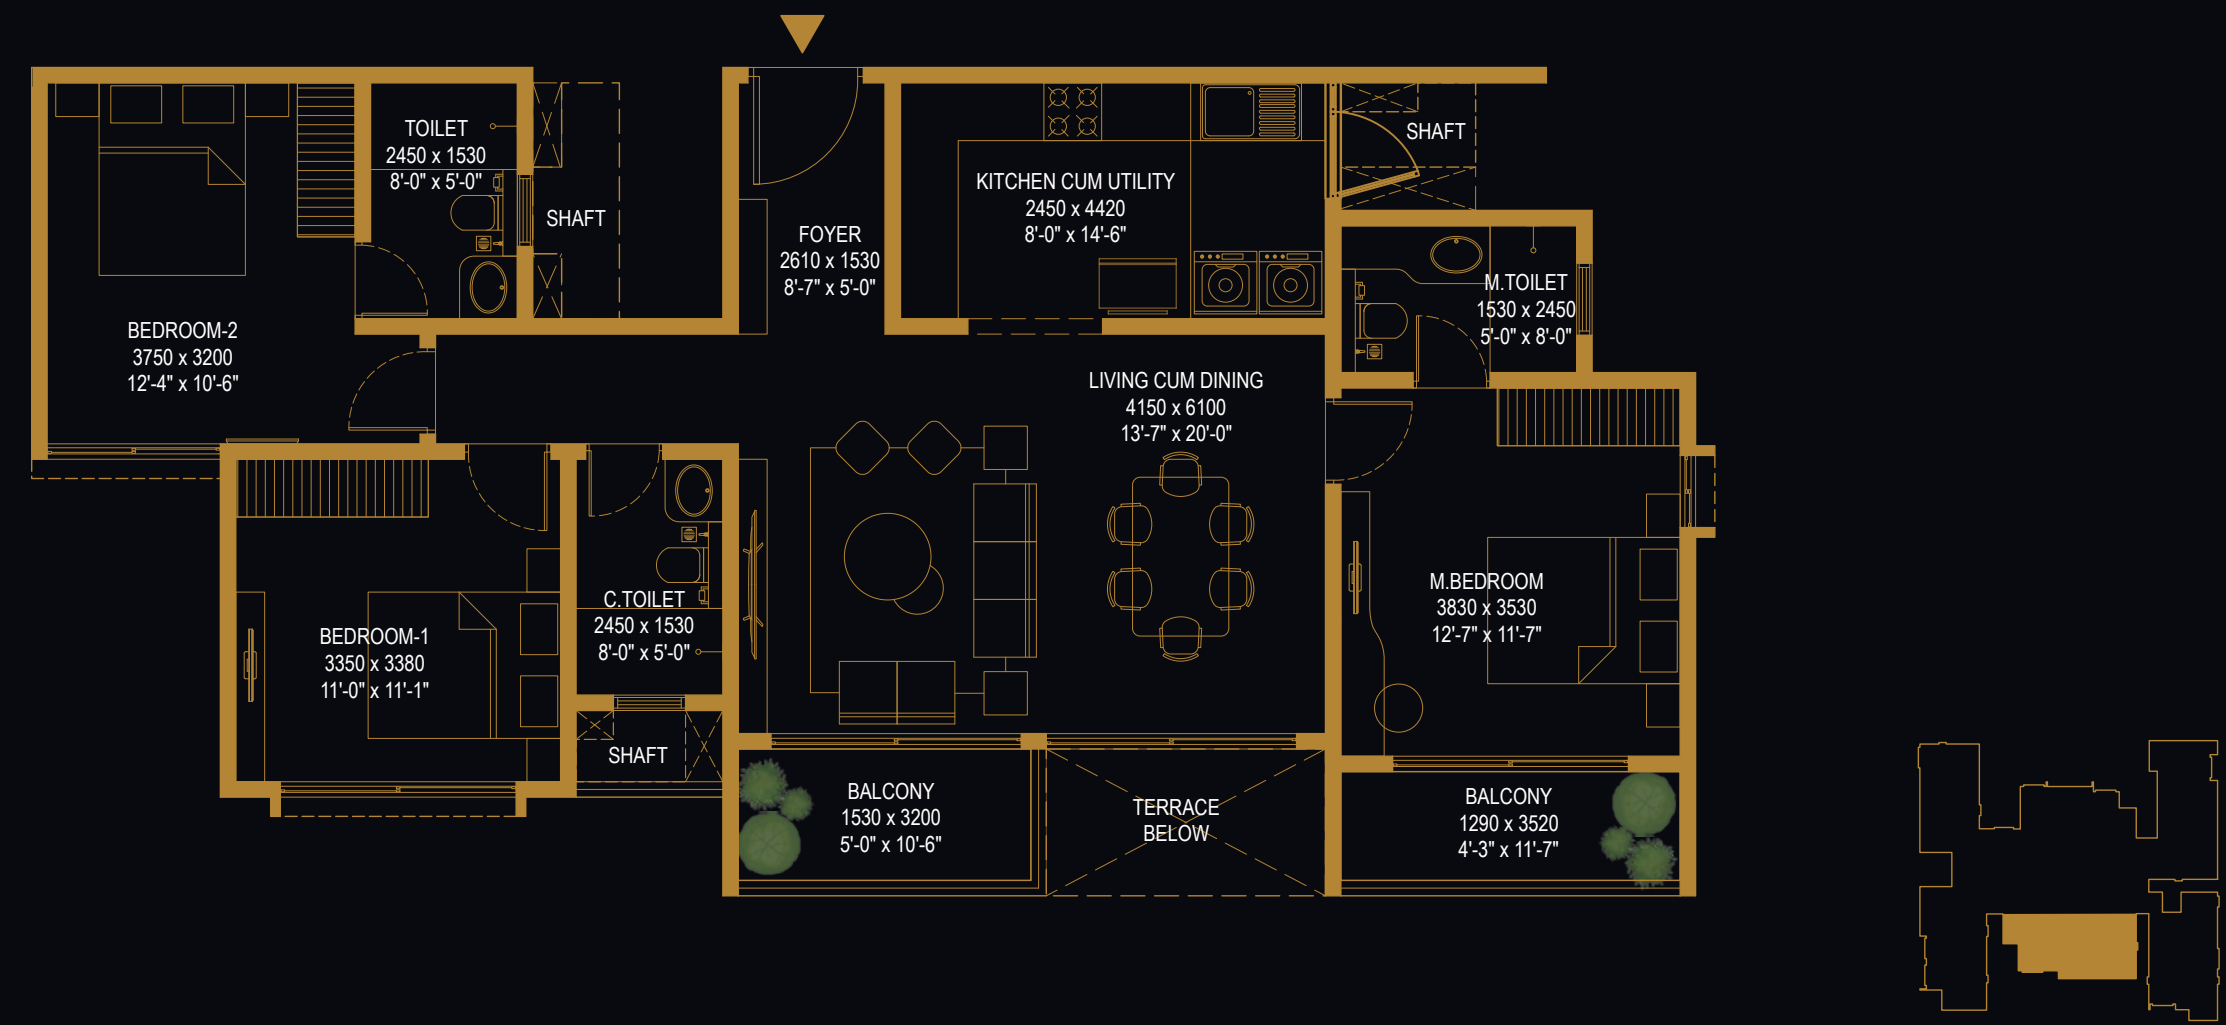 TOILET
2450 x 1530
8'-0" x 5'-0"
SHAFT
FOYER
2610 x 1530
8'-7" x 5'-0"
KITCHEN CUM UTILITY
2450 x 4420
8'-0" x 14'-6"
SHAFT
M.TOILET
1530 x 2450
5'-0" x 8'-0"
BEDROOM-2
3750 x 3200
12'-4" x 10'-6"
LIVING CUM DINING
4150 x 6100
13'-7" x 20'-0"
BEDROOM-1
3350 x 3380
11'-0" x 11'-1"
C.TOILET
2450 x 1530
8'-0" x 5'-0"
M.BEDROOM
3830 x 3530
12'-7" x 11'-7"
SHAFT
BALCONY
1530 x 3200
5'-0" x 10'-6"
TERRACE
BELOW
BALCONY
1290 x 3520
4'-3" x 11'-7"